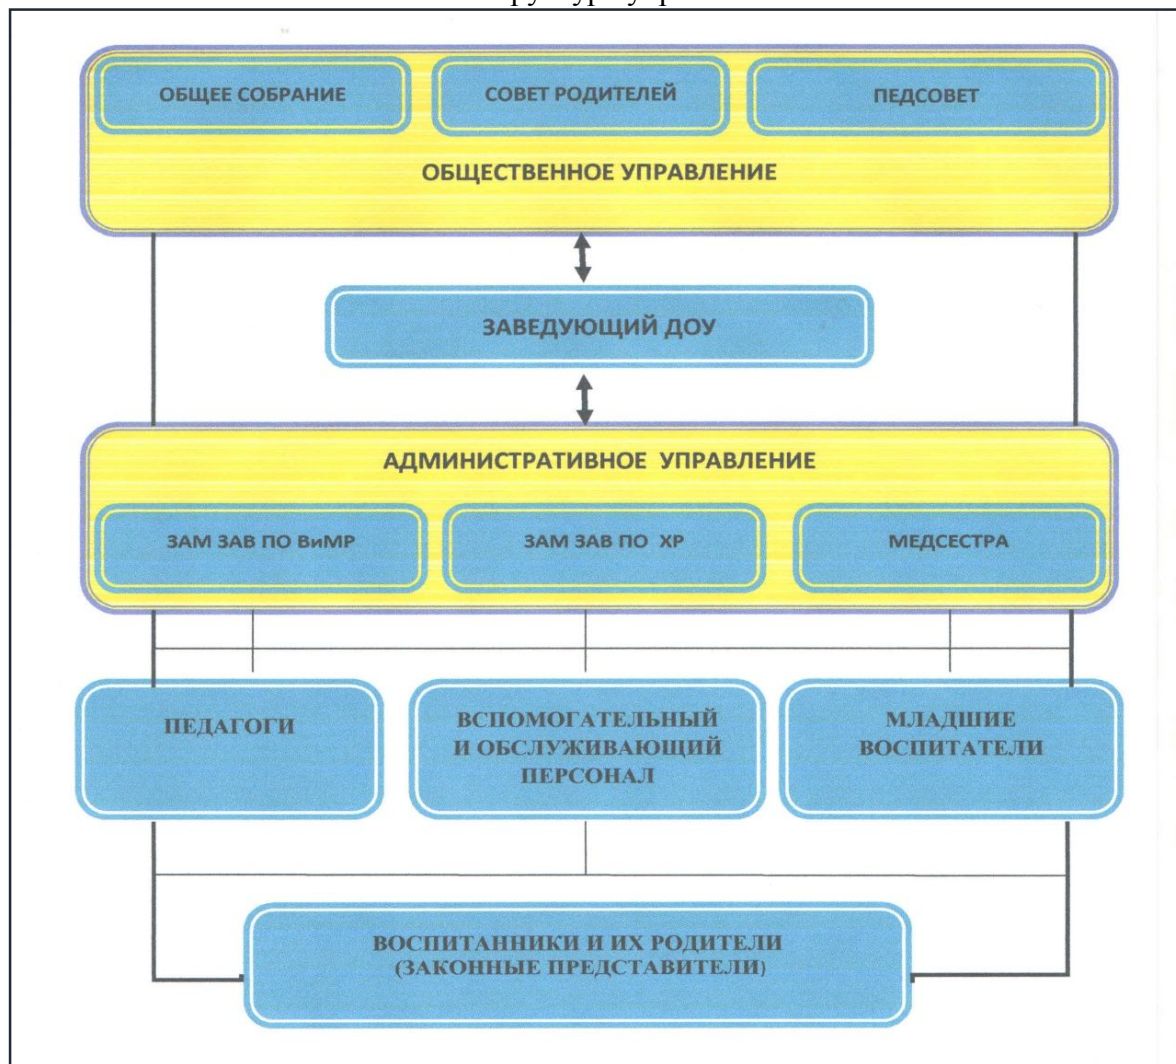 ОБЩЕЕ СОБРАНИЕ
СОВЕТ РОДИТЕЛЕЙ
ПЕДСОВЕТ
ОБЩЕСТВЕННОЕ УПРАВЛЕНИЕ
ЗАВЕДУЮЩИЙ ДОУ
АДМИНИСТРАТИВНОЕ УПРАВЛЕНИЕ
ЗАМ ЗАВ ПО ВиМР
ЗАМ ЗАВ ПО ХР
МЕДСЕСТРА
ПЕДАГОГИ
ВСПОМОГАТЕЛЬНЫЙ
И ОБСЛУЖИВАЮЩИЙ
ПЕРСОНАЛ
МЛАДШИЕ
ВОСПИТАТЕЛИ
ВОСПИТАННИКИ И ИХ РОДИТЕЛИ
(ЗАКОННЫЕ ПРЕДСТАВИТЕЛИ)